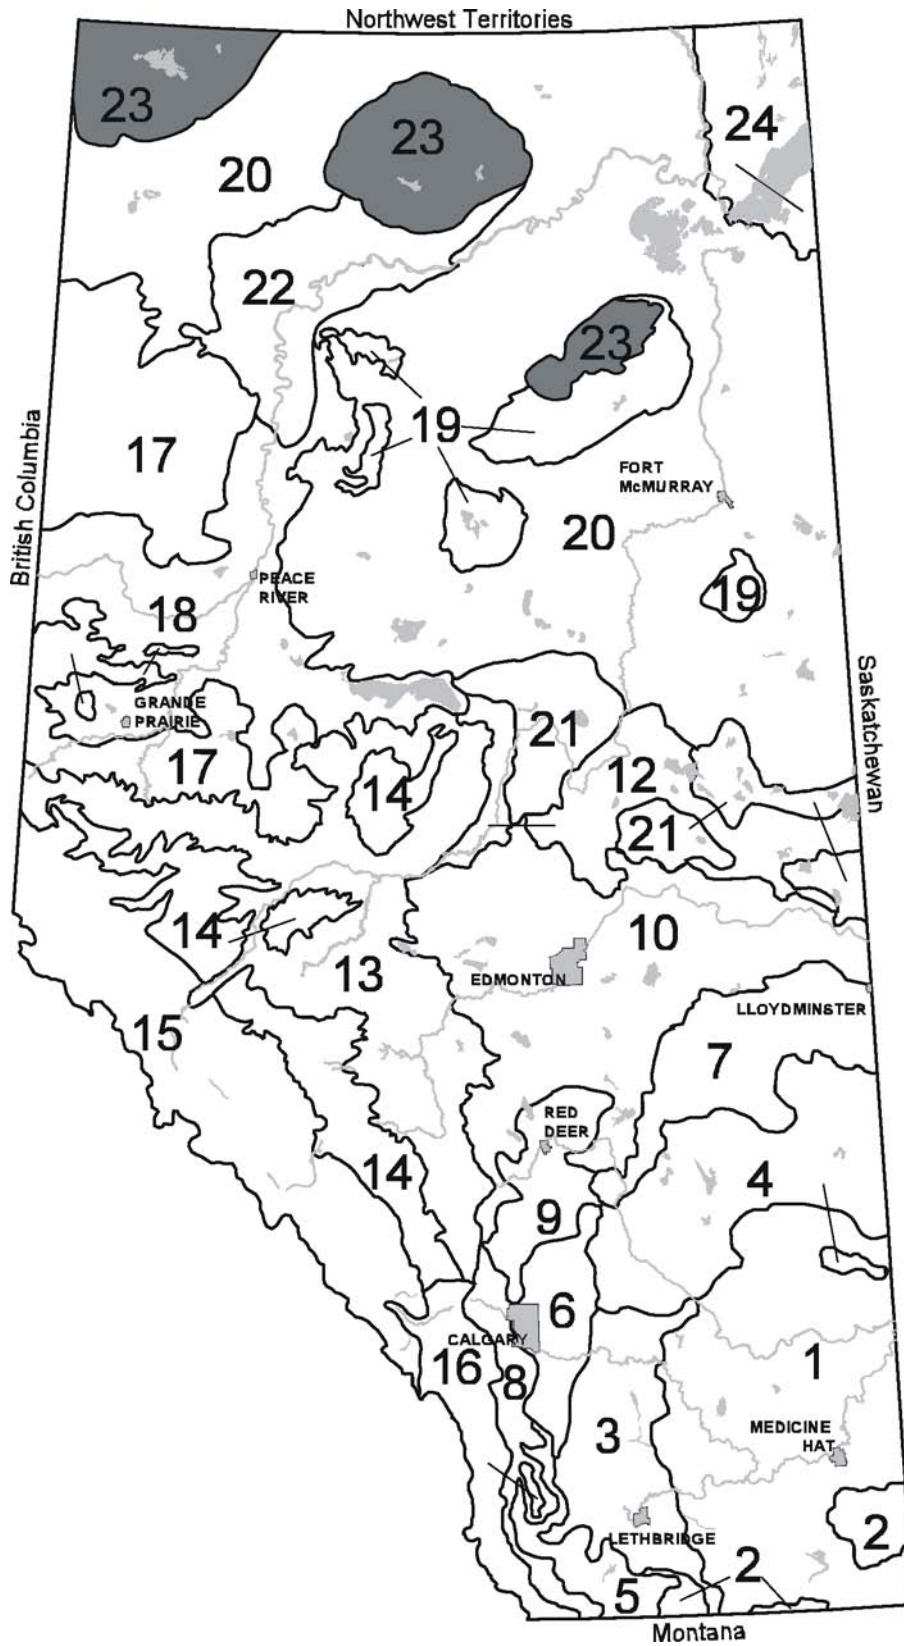 Northwest Territories
23
23
24
20
22
23
British Columbia
19
17
FORT
McMURRAY
20
PEACE
RIVER
19
18
Saskatchewan
GRANDE
PRAIRIE
21
17
12
14
21
14
10
13
EDMONTON
LLOYDMINSTER
15
7
RED
DEER
14
4
9
6
CALGARY
16
8
1
3
MEDICINE
HAT
LETHBRIDGE
2
2
5
Montana